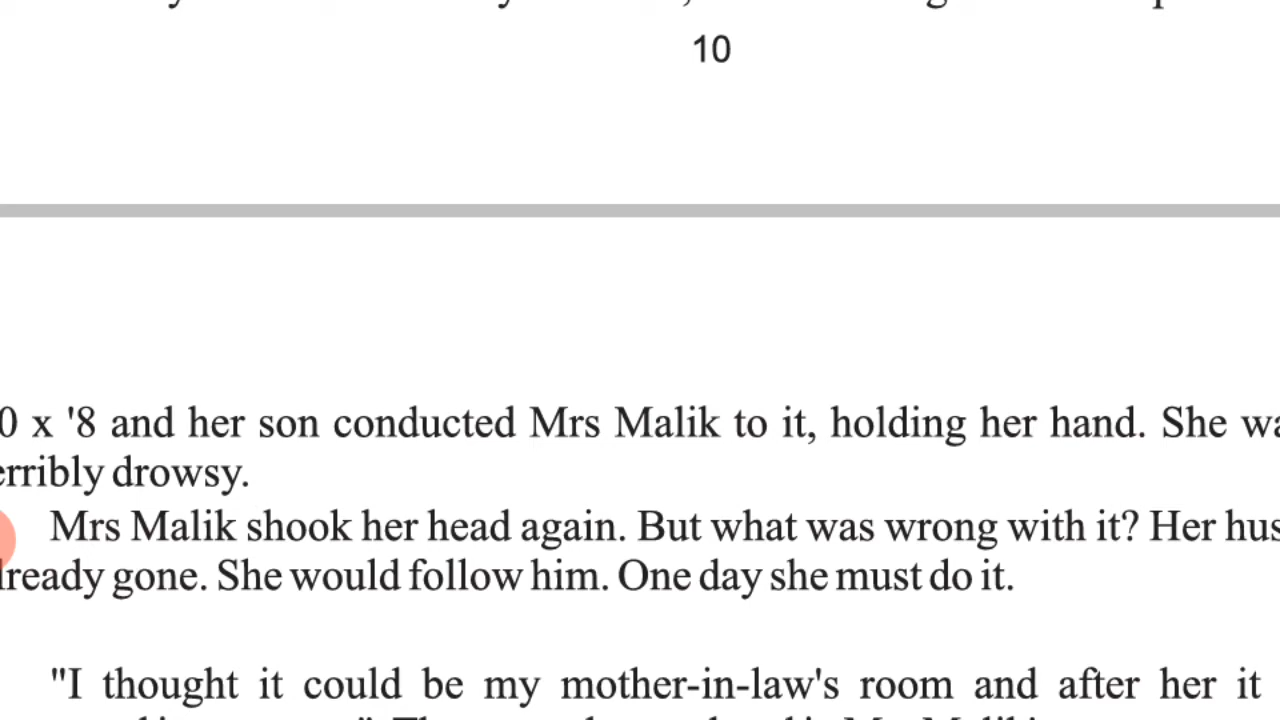 10
0 x '8 and her son conducted Mrs Malik to it, holding her hand. She wa
erribly drowsy.
Mrs Malik shook her head again. But what was wrong with it? Her hus
lready gone. She would follow him. One day she must do it.
"I thought it could be my mother-in-law's room and after her it